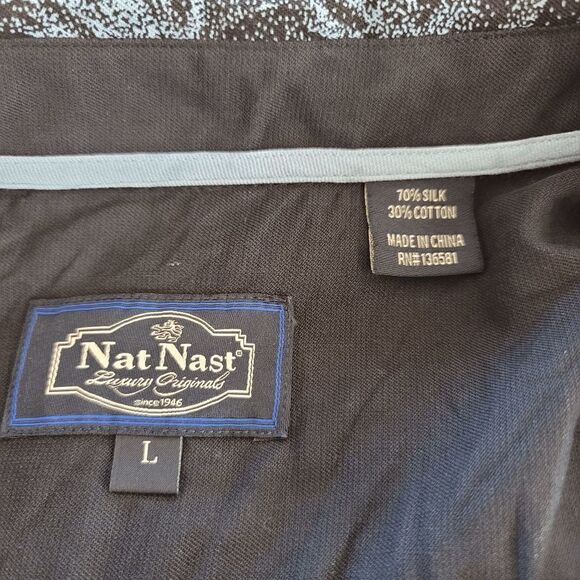 70% SILK
30% COTTON
MADE IN CHINA
RN# 136581
Nat Nast
Luxury Originals
since 1946
L